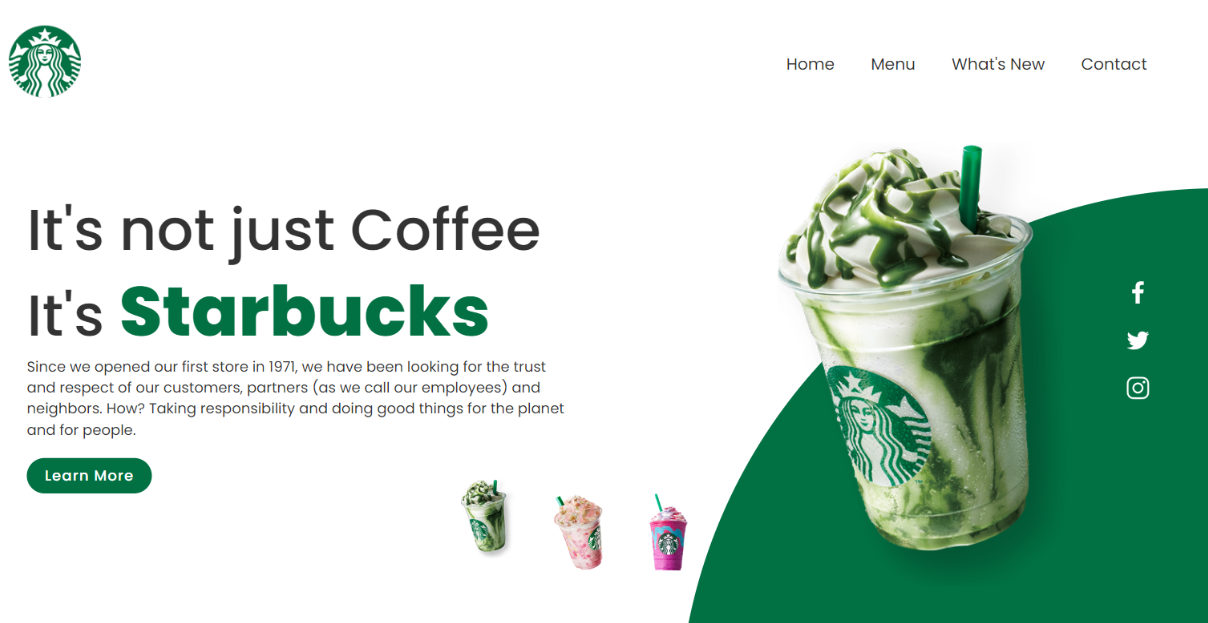 Home Menu What's New Contact
It's not just Coffee
It's Starbucks
Since we opened our first store in 1971, we have been looking for the trust
and respect of our customers, partners (as we call our employees) and
neighbors. How? Taking responsibility and doing good things for the planet
and for people.
Learn More